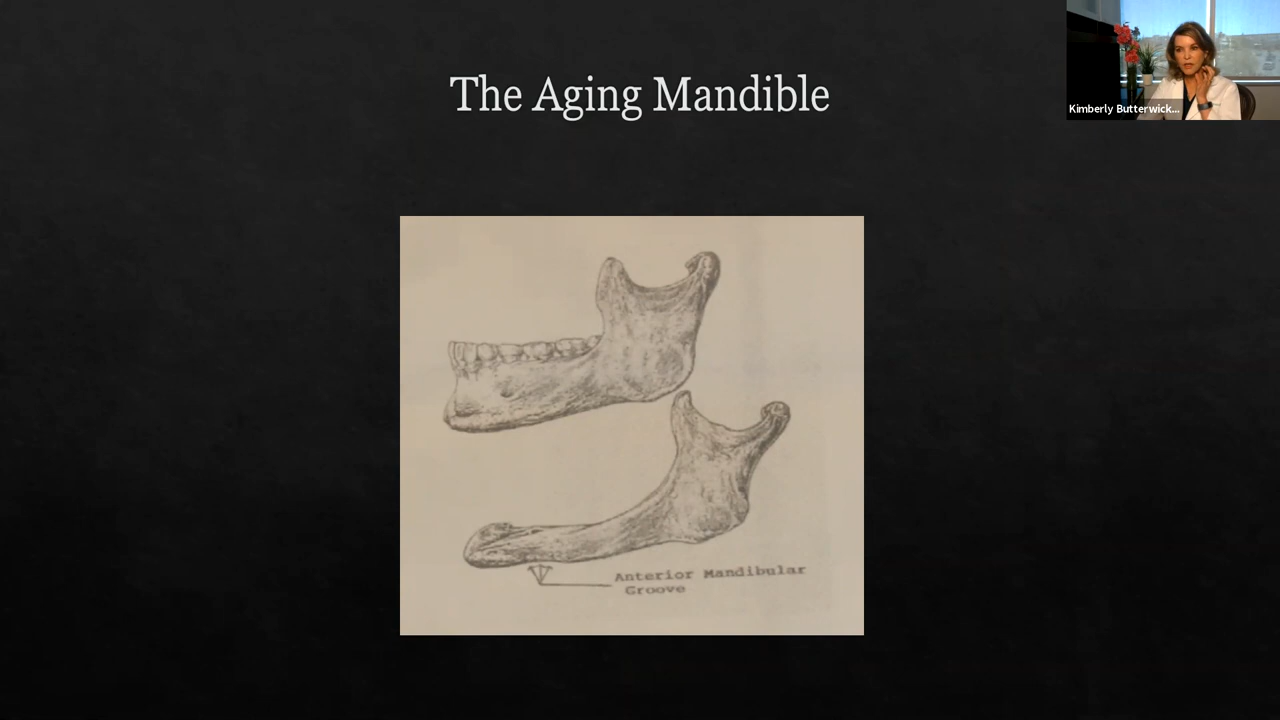 The Aging Mandible
Kimberly Butterwick...
Anterior Mandibular
Groove